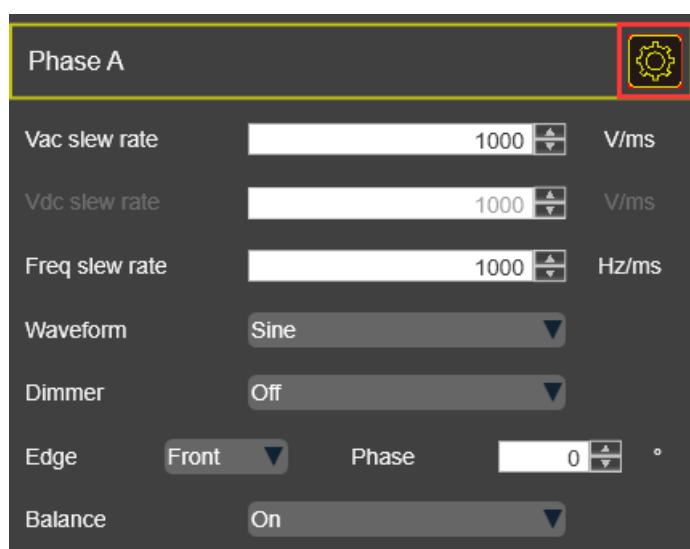 Phase A
Vac slew rate 1000 V/ms
Vdc slew rate 1000 V/ms
Freq slew rate 1000 Hz/ms
Waveform Sine
Dimmer Off
Edge Front Phase 0 °
Balance On